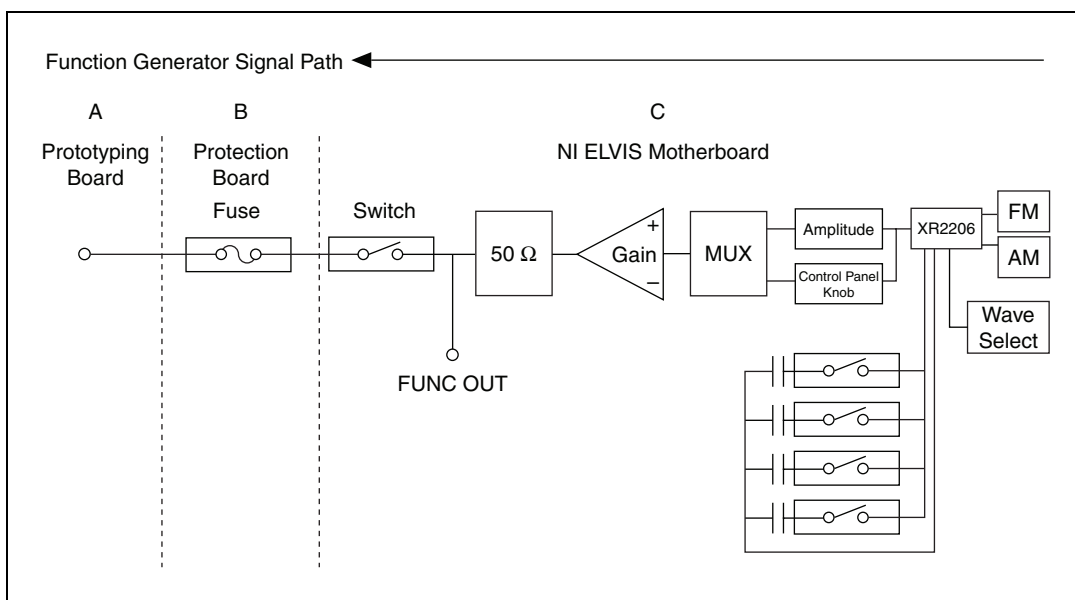 Function Generator Signal Path
A
B
C
Prototyping
Board
Protection
Board
NI ELVIS Motherboard
Fuse
Switch
50 Ω
+
Gain
−
MUX
Amplitude
Control Panel
Knob
XR2206
FM
AM
Wave
Select
FUNC OUT